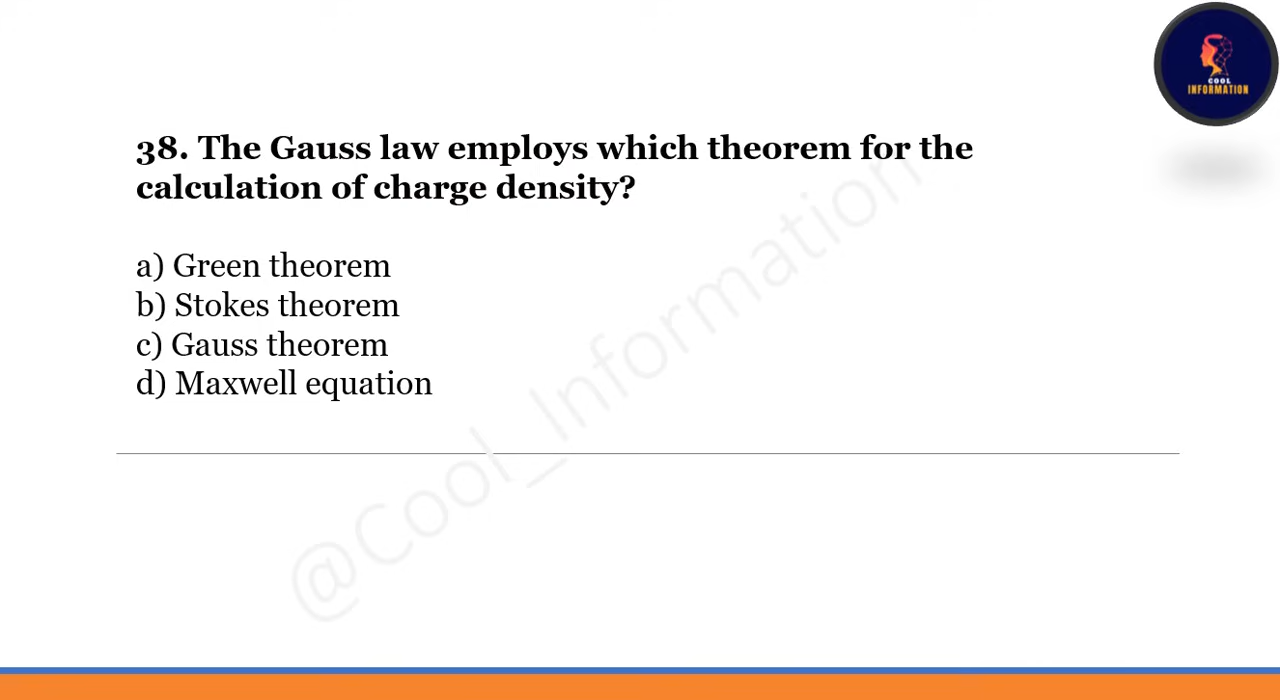 COOL
INFORMATION
38. The Gauss law employs which theorem for the
calculation of charge density?
a) Green theorem
b) Stokes theorem
c) Gauss theorem
d) Maxwell equation
@Cool_Information